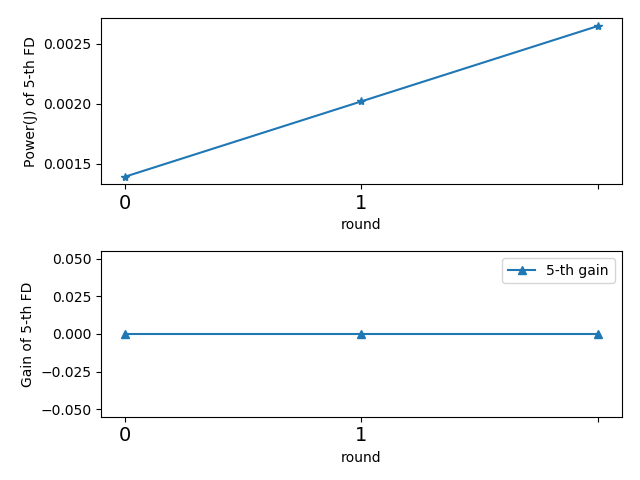 Power(J) of 5-th FD
0.0025
0.0020
0.0015
0 1
round
Gain of 5-th FD
0.050
0.025
0.000
−0.025
−0.050
5-th gain
0 1
round